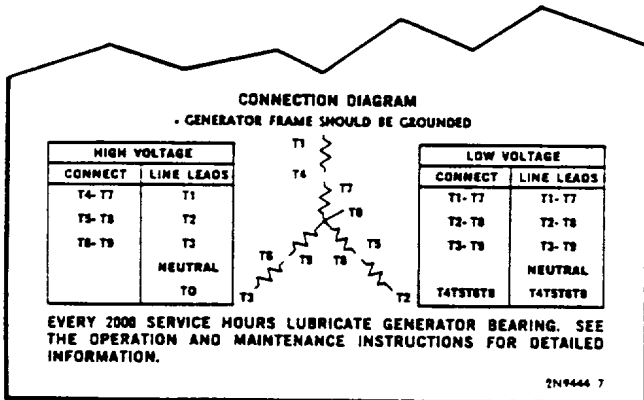 CONNECTION DIAGRAM
- GENERATOR FRAME SHOULD BE GROUNDED
HIGH VOLTAGE
CONNECT LINE LEADS
T4-T7 T1
T5-T8 T2
T6-T9 T3
NEUTRAL
T0
T1
T4
T7
T0
T6
T9
T8
T5
T3
T2
LOW VOLTAGE
CONNECT LINE LEADS
T1-T7 T1-T7
T2-T8 T2-T8
T3-T9 T3-T9
NEUTRAL
T4T5T6T0 T4T5T6T0
EVERY 2000 SERVICE HOURS LUBRICATE GENERATOR BEARING. SEE
THE OPERATION AND MAINTENANCE INSTRUCTIONS FOR DETAILED
INFORMATION.
2N9444 7